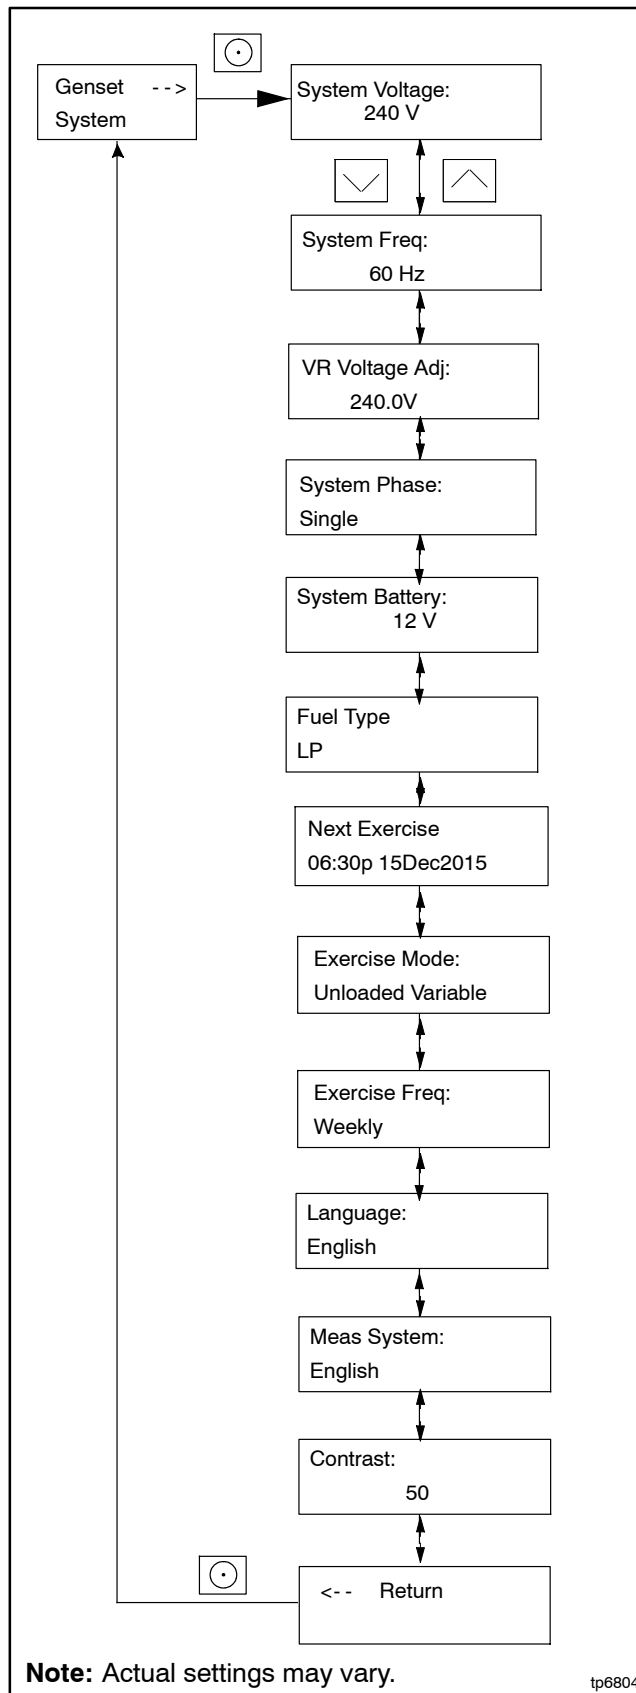 Genset -->
System
System Voltage:
240 V
System Freq:
60 Hz
VR Voltage Adj:
240.0V
System Phase:
Single
System Battery:
12 V
Fuel Type
LP
Next Exercise
06:30p 15Dec2015
Exercise Mode:
Unloaded Variable
Exercise Freq:
Weekly
Language:
English
Meas System:
English
Contrast:
50
<-- Return
Note: Actual settings may vary.
tp6804